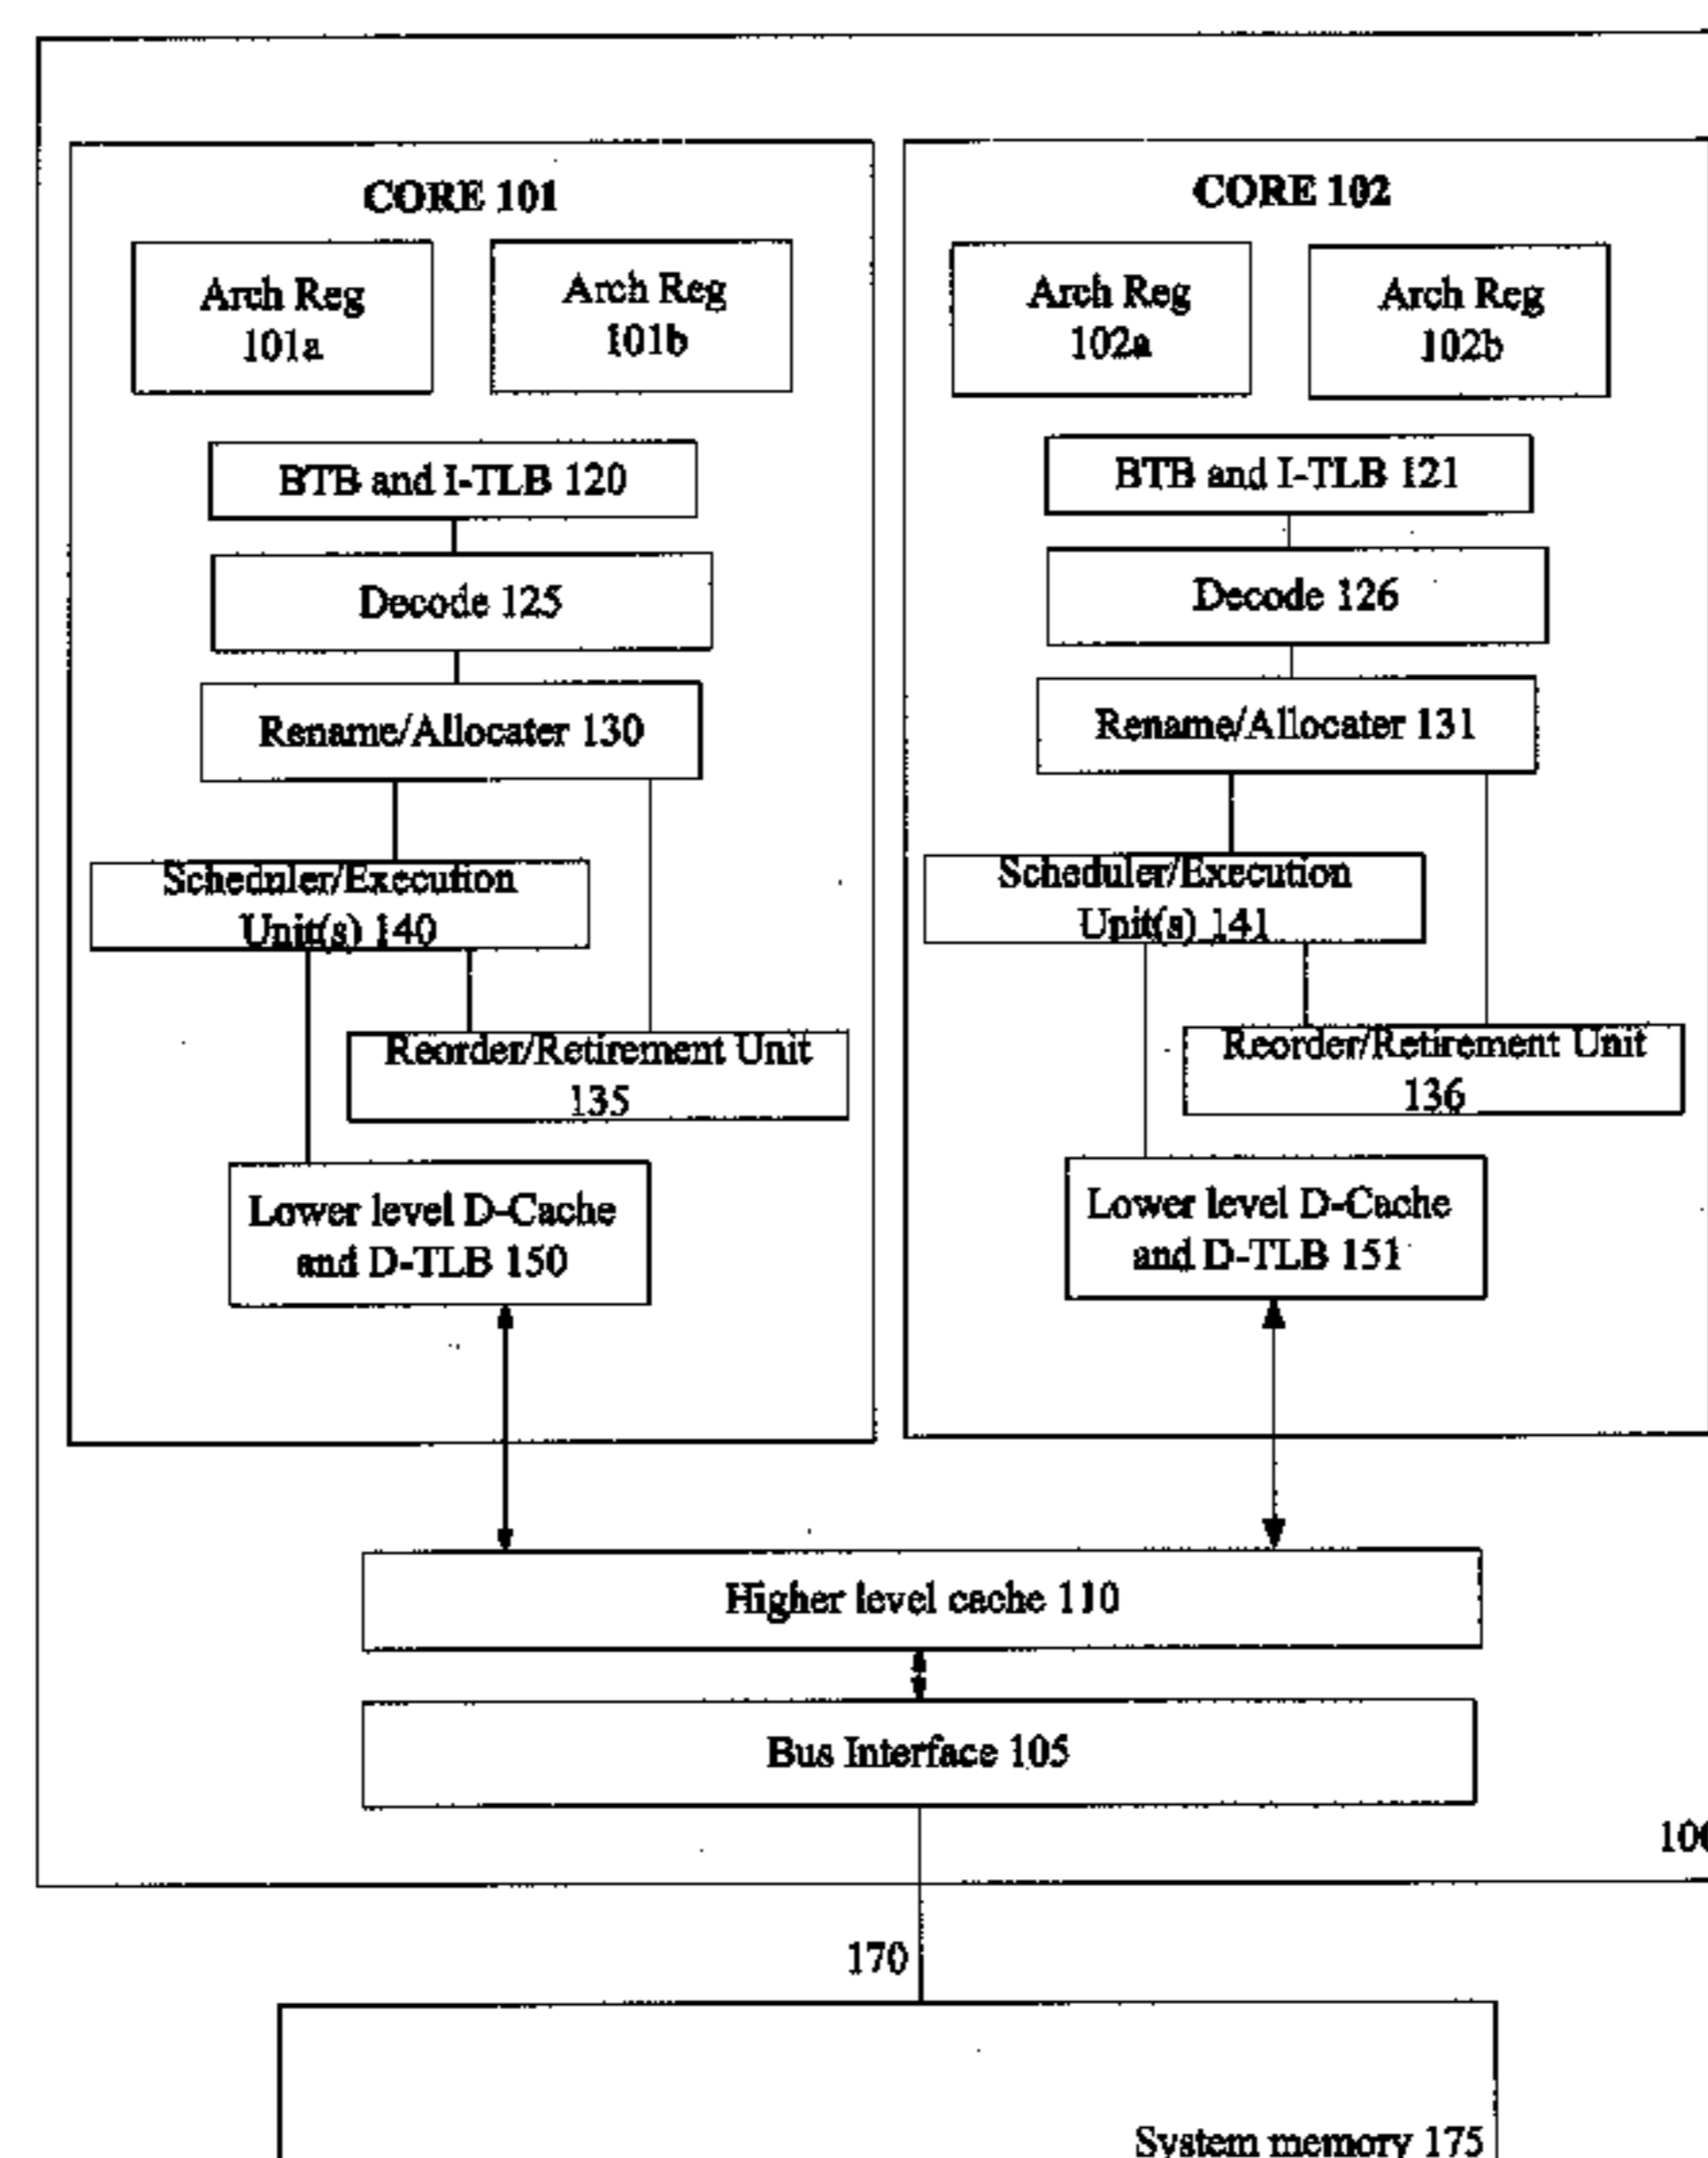 CORE 101
Arch Reg
101a
Arch Reg
101b
BTB and I-TLB 120
Decode 125
Rename/Allocater 130
Scheduler/Execution
Unit(s) 140
Reorder/Retirement Unit
135
Lower level D-Cache
and D-TLB 150
CORE 102
Arch Reg
102a
Arch Reg
102b
BTB and I-TLB 121
Decode 126
Rename/Allocater 131
Scheduler/Execution
Unit(s) 141
Reorder/Retirement Unit
136
Lower level D-Cache
and D-TLB 151
Higher level cache 110
Bus Interface 105
170
System memory 175